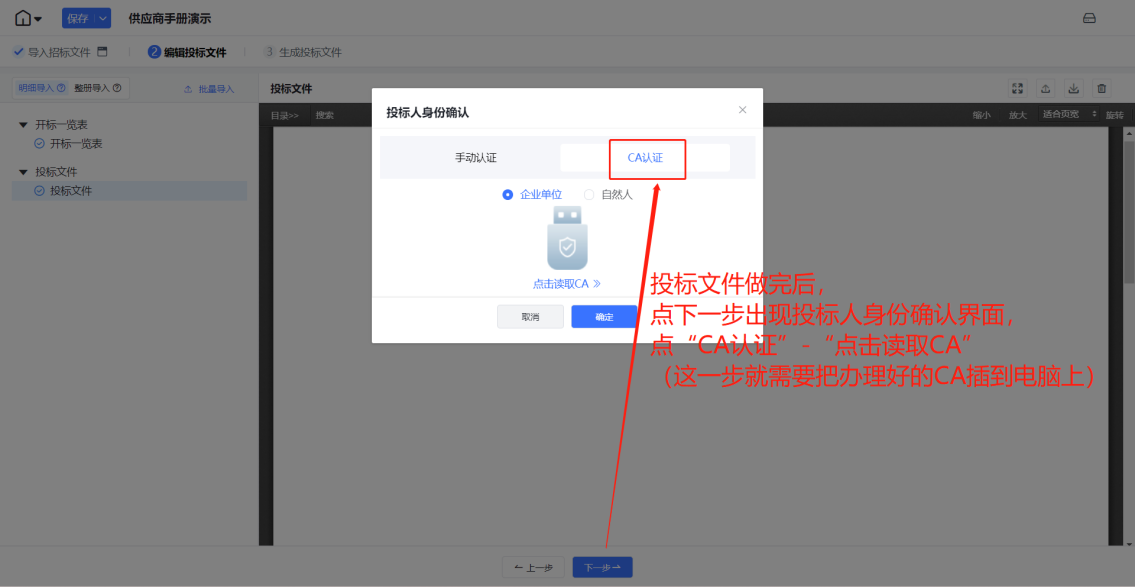 保存
供应商手册演示
导入招标文件
2 编辑投标文件
3 生成投标文件
明细导入
整册导入
批量导入
投标文件
开标一览表
开标一览表
投标文件
投标文件
目录>>
搜索
缩小
放大
适合页宽
旋转
投标人身份确认
手动认证
CA认证
企业单位
自然人
点击读取CA
取消
确定
投标文件做完后,
点下一步出现投标人身份确认界面,
点“CA认证”-“点击读取CA”
（这一步就需要把办理好的CA插到电脑上）
上一步
下一步